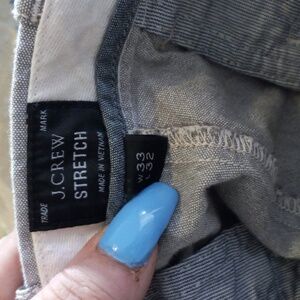 TRADE MARK
J.CREW
STRETCH
MADE IN VIETNAM
W-33
-32